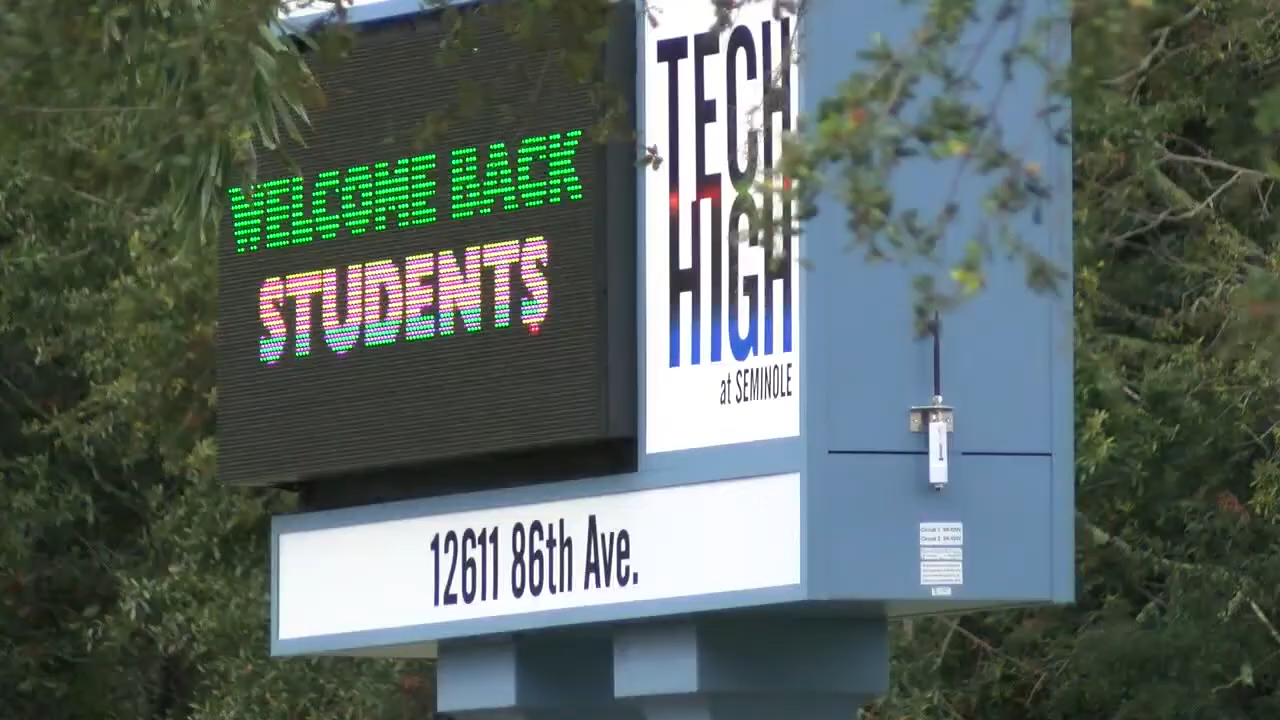 WELCOME BACK
STUDENTS
TECH
HIGH
at SEMINOLE
12611 86th Ave.